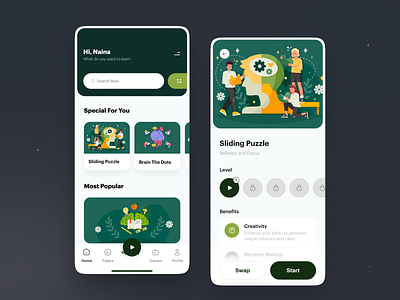 Hi, Naina
What do you want to learn
Search Now
Special For You
Sliding Puzzle
Brain The Dots
Most Popular
Home
Topics
Games
Profile
Sliding Puzzle
Reflexes and Focus
Level
Benefits
Creativity
Enhance your ability to generate
unique solutions and ideas.
Decision Making
Swap
Start